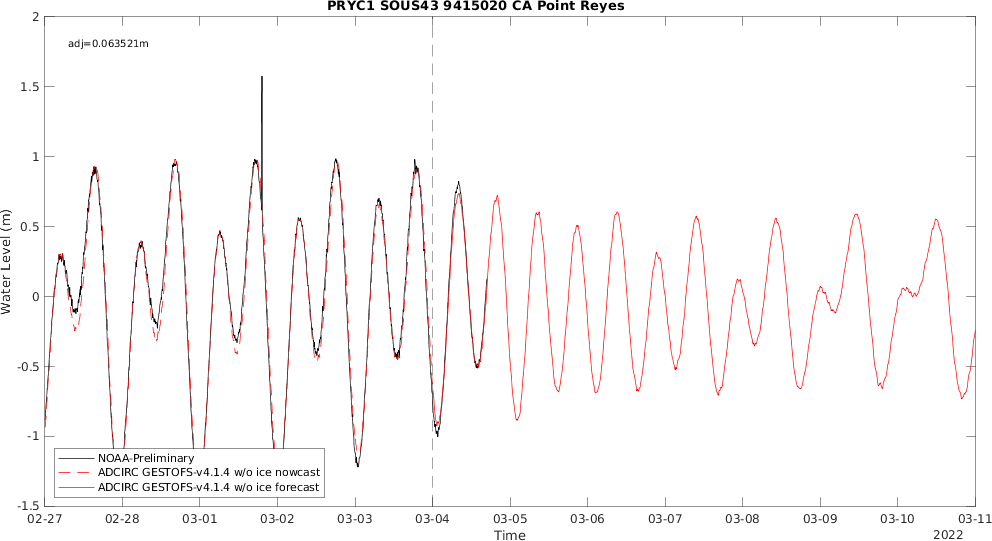 PRYC1 SOUS43 9415020 CA Point Reyes
adj=0.063521m
2
1.5
1
0.5
0
-0.5
-1
-1.5
Water Level (m)
NOAA-Preliminary
ADCIRC GESTOFS-v4.1.4 w/o ice nowcast
ADCIRC GESTOFS-v4.1.4 w/o ice forecast
02-27 02-28 03-01 03-02 03-03 03-04 03-05 03-06 03-07 03-08 03-09 03-10 03-11
Time
2022